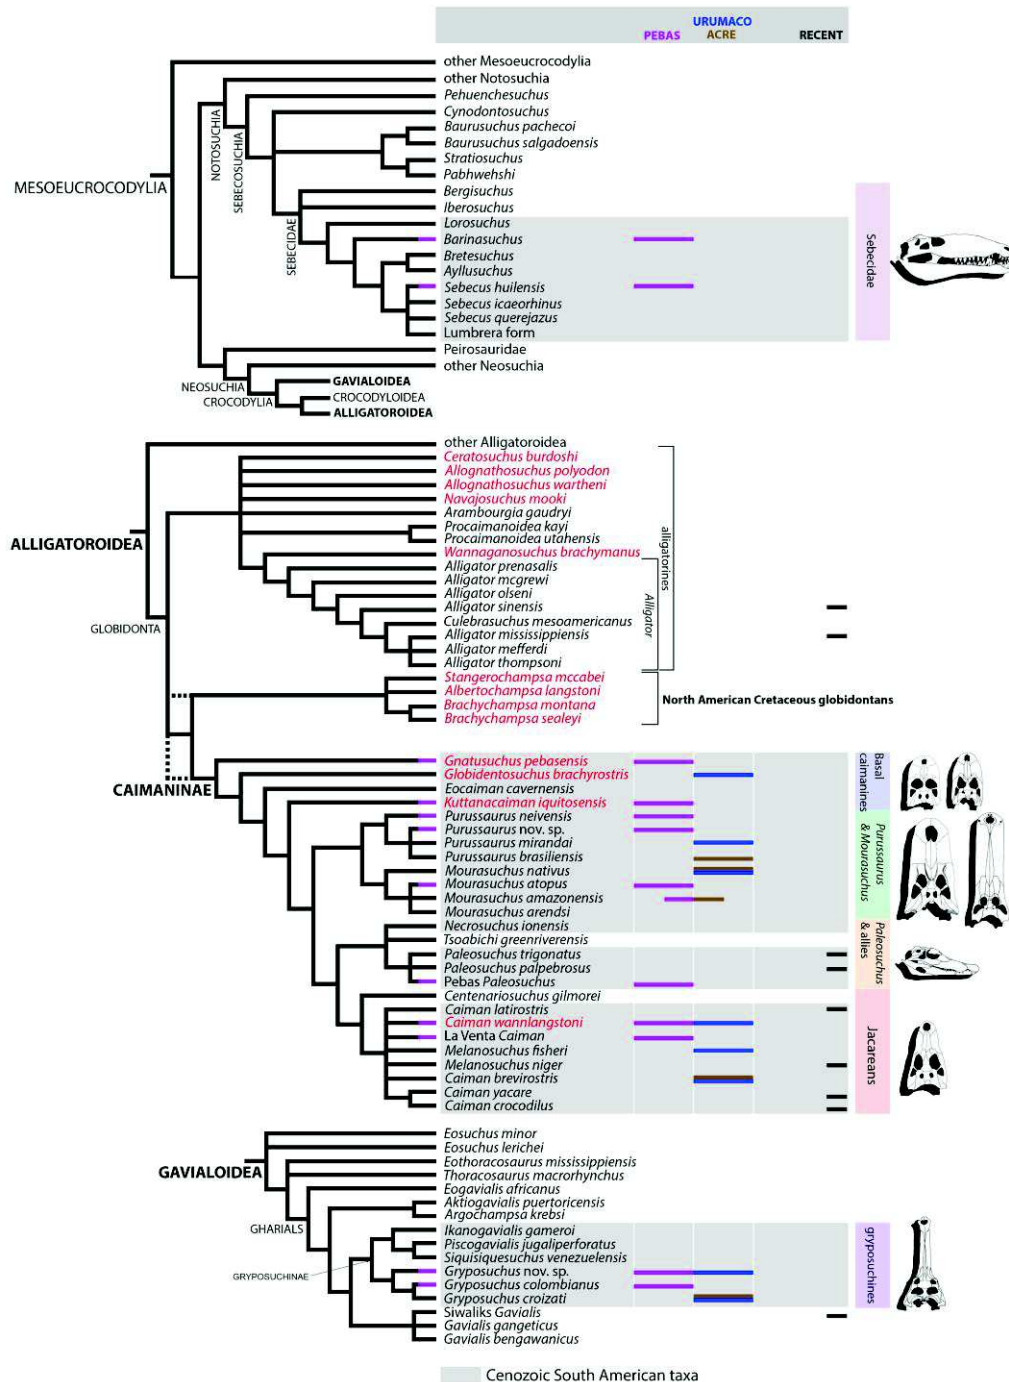 URUMACO
PEBAS ACRE RECENT
other Mesoeucrocodylia
other Notosuchia
Pehuenchesuchus
Cynodontosuchus
Baurusuchus pachecoi
Baurusuchus salgadoensis
Stratiosuchus
Pabhwehshi
NOTOSUCHIA
SEBECOSUCHIA
MESOEUCROCODYLIA
Bergisuchus
Iberosuchus
Lorosuchus
SEBECIDAE
Barinasuchus
Bretesuchus
Ayllusuchus
Sebecus huilensis
Sebecus icaeorhinus
Sebecus querejazus
Lumbrera form
Sebecidae
Peirosauridae
other Neosuchia
NEOSUCHIA
GAVIALOIDEA
CROCODYLIA
CROCODYLOIDEA
ALLIGATOROIDEA
other Alligatoroidea
Ceratosuchus burdoshi
Allognathosuchus polyodon
Allognathosuchus wartheni
Navajosuchus mooki
Arambourgia gaudryi
Procaimanoidea kayi
Procaimanoidea utahensis
ALLIGATOROIDEA
Wannaganosuchus brachymanus
Alligator prenasalis
Alligator mcgrewi
Alligator olseni
Alligator sinensis
Culebrasuchus mesoamericanus
Alligator mississippiensis
Alligator mefferdi
Alligator thompsoni
Alligator
alligatorines
GLOBIDONTA
Stangerochampsa mccabei
Albertochampsa langstoni
Brachychampsa montana
Brachychampsa sealeyi
North American Cretaceous globidontans
CAIMANINAE
Gnatusuchus pebasensis
Globidentosuchus brachyrostris
Eocaiman cavernensis
Kuttanacaiman iquitosensis
Basal
caimanines
Purussaurus neivensis
Purussaurus nov. sp.
Purussaurus mirandai
Purussaurus brasiliensis
Mourasuchus nativus
Mourasuchus atopus
Mourasuchus amazonensis
Mourasuchus arendsi
Purussaurus
& Mourasuchus
Necrosuchus ionensis
Tsoabichi greenriverensis
Paleosuchus trigonatus
Paleosuchus palpebrosus
Pebas Paleosuchus
Paleosuchus
& allies
Centenariosuchus gilmorei
Caiman latirostris
Caiman wannlangstoni
La Venta Caiman
Melanosuchus fisheri
Melanosuchus niger
Caiman brevirostris
Caiman yacare
Caiman crocodilus
Jacareans
Eosuchus minor
Eosuchus lerichei
Eothoracosaurus mississippiensis
Thoracosaurus macrorhynchus
GAVIALOIDEA
Eogavialis africanus
Aktiogavialis puertoricensis
Argochampsa krebsi
GHARIALS
Ikanogavialis gameroi
Piscogavialis jugaliperforatus
Siquisiquesuchus venezuelensis
GRYPOSUCHINAE
Gryposuchus nov. sp.
Gryposuchus colombianus
Gryposuchus croizati
gryposuchines
Siwaliks Gavialis
Gavialis gangeticus
Gavialis bengawanicus
Cenozoic South American taxa